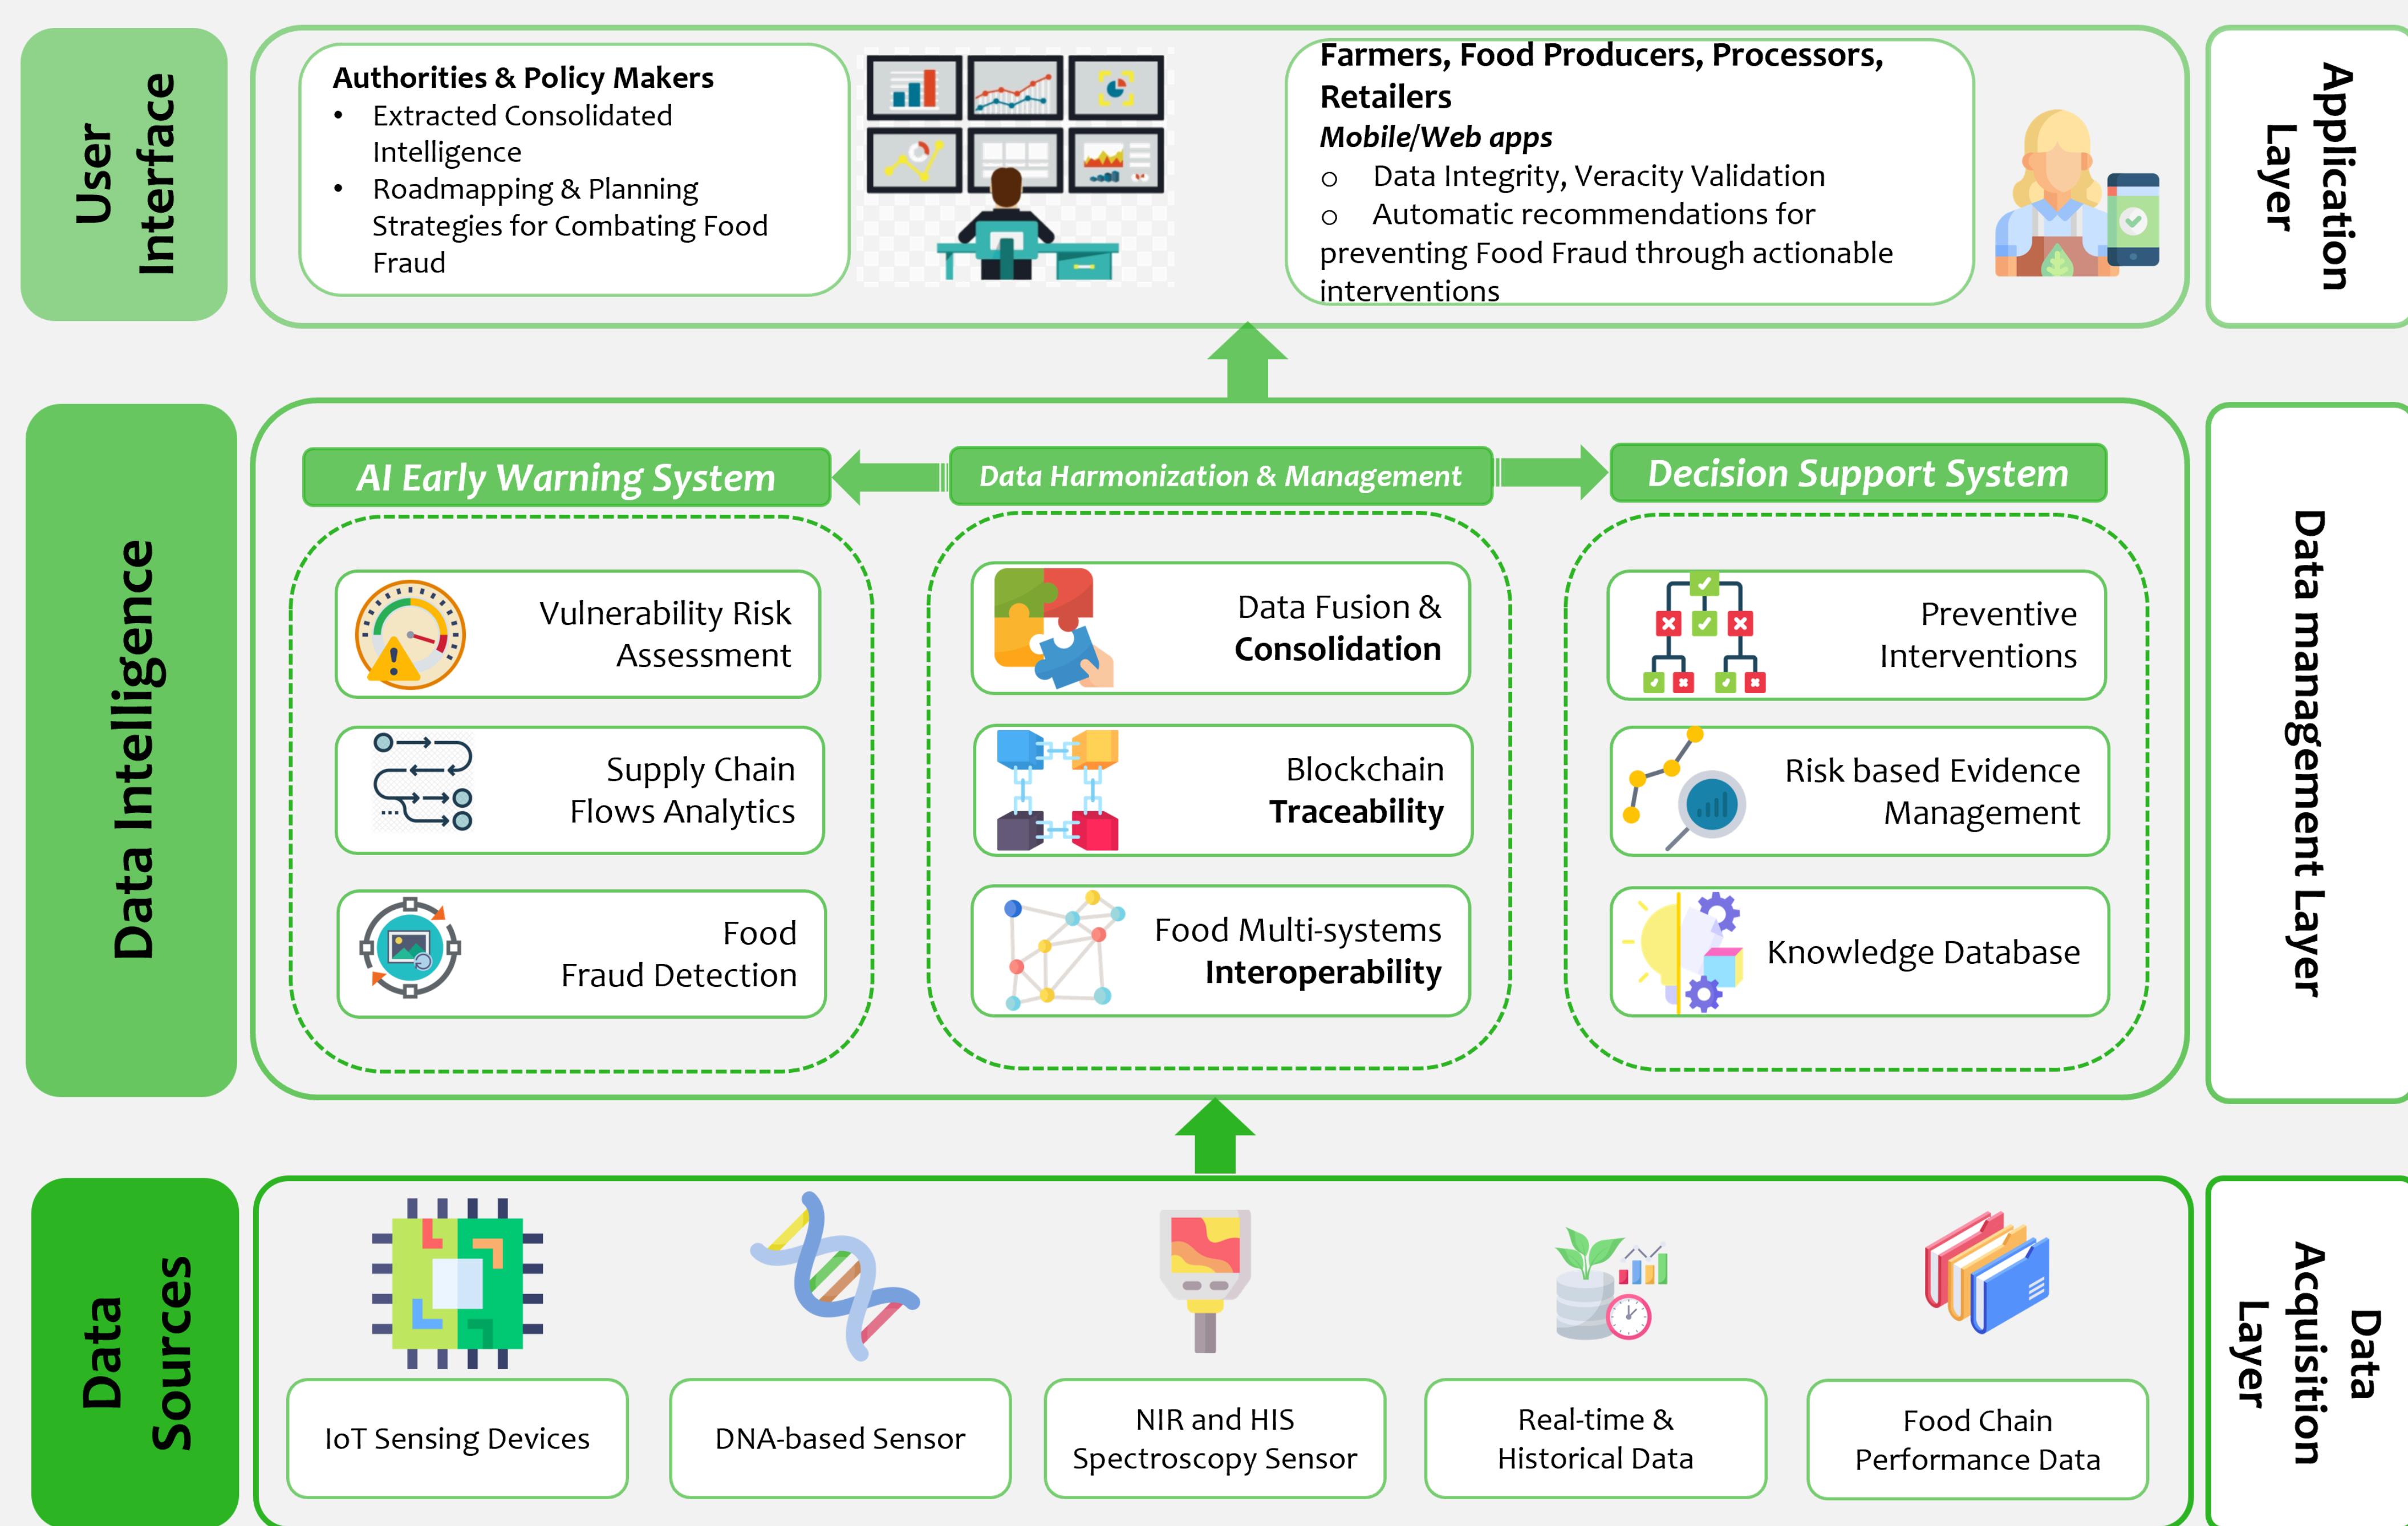 User
Interface
Authorities & Policy Makers
• Extracted Consolidated
Intelligence
• Roadmapping & Planning
Strategies for Combating Food
Fraud
Farmers, Food Producers, Processors,
Retailers
Mobile/Web apps
o Data Integrity, Veracity Validation
o Automatic recommendations for
preventing Food Fraud through actionable
interventions
Application
Layer
Data Intelligence
AI Early Warning System
Data Harmonization & Management
Decision Support System
Vulnerability Risk
Assessment
Supply Chain
Flows Analytics
Food
Fraud Detection
Data Fusion &
Consolidation
Blockchain
Traceability
Food Multi-systems
Interoperability
Preventive
Interventions
Risk based Evidence
Management
Knowledge Database
Data management Layer
Data
Sources
IoT Sensing Devices
DNA-based Sensor
NIR and HIS
Spectroscopy Sensor
Real-time &
Historical Data
Food Chain
Performance Data
Data
Acquisition
Layer